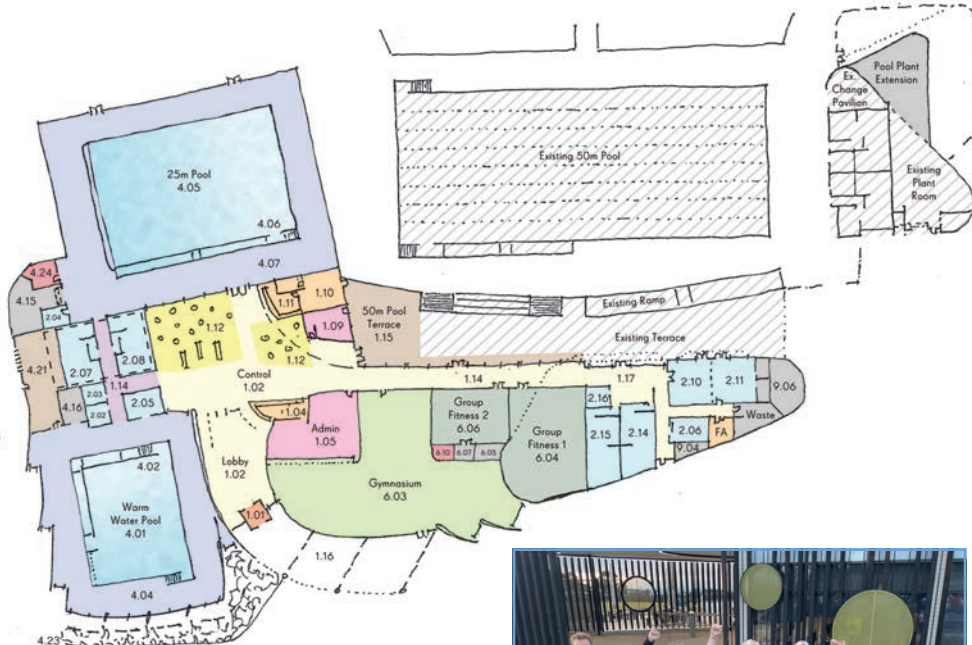 Pool Plant
Extension
Ex.
Change
Pavilion
Existing
Plant
Room
Existing 50m Pool
25m Pool
4.05
4.06
4.07
4.24
4.15
2.04
1.11
1.10
1.09
50m Pool
Terrace
1.15
Existing Ramp
Existing Terrace
1.12
1.12
4.21
2.07
2.08
1.14
4.16
2.03
2.02
2.05
Control
1.02
1.14
1.17
2.10
2.11
9.06
Waste
2.16
2.15
2.14
2.06
FA
9.04
1.04
Admin
1.05
Group
Fitness 2
6.06
6.10
6.07
6.05
Group
Fitness 1
6.04
Lobby
1.02
Gymnasium
6.03
1.01
1.16
4.02
Warm
Water Pool
4.01
4.04
4.23